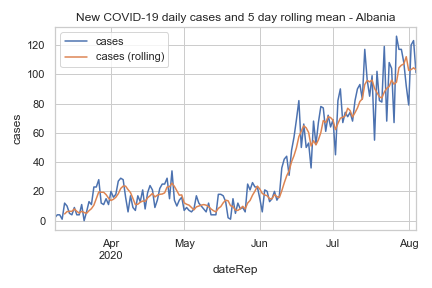 New COVID-19 daily cases and 5 day rolling mean - Albania
cases
cases (rolling)
120
100
80
60
40
20
0
cases
Apr
2020
May
Jun
Jul
Aug
dateRep